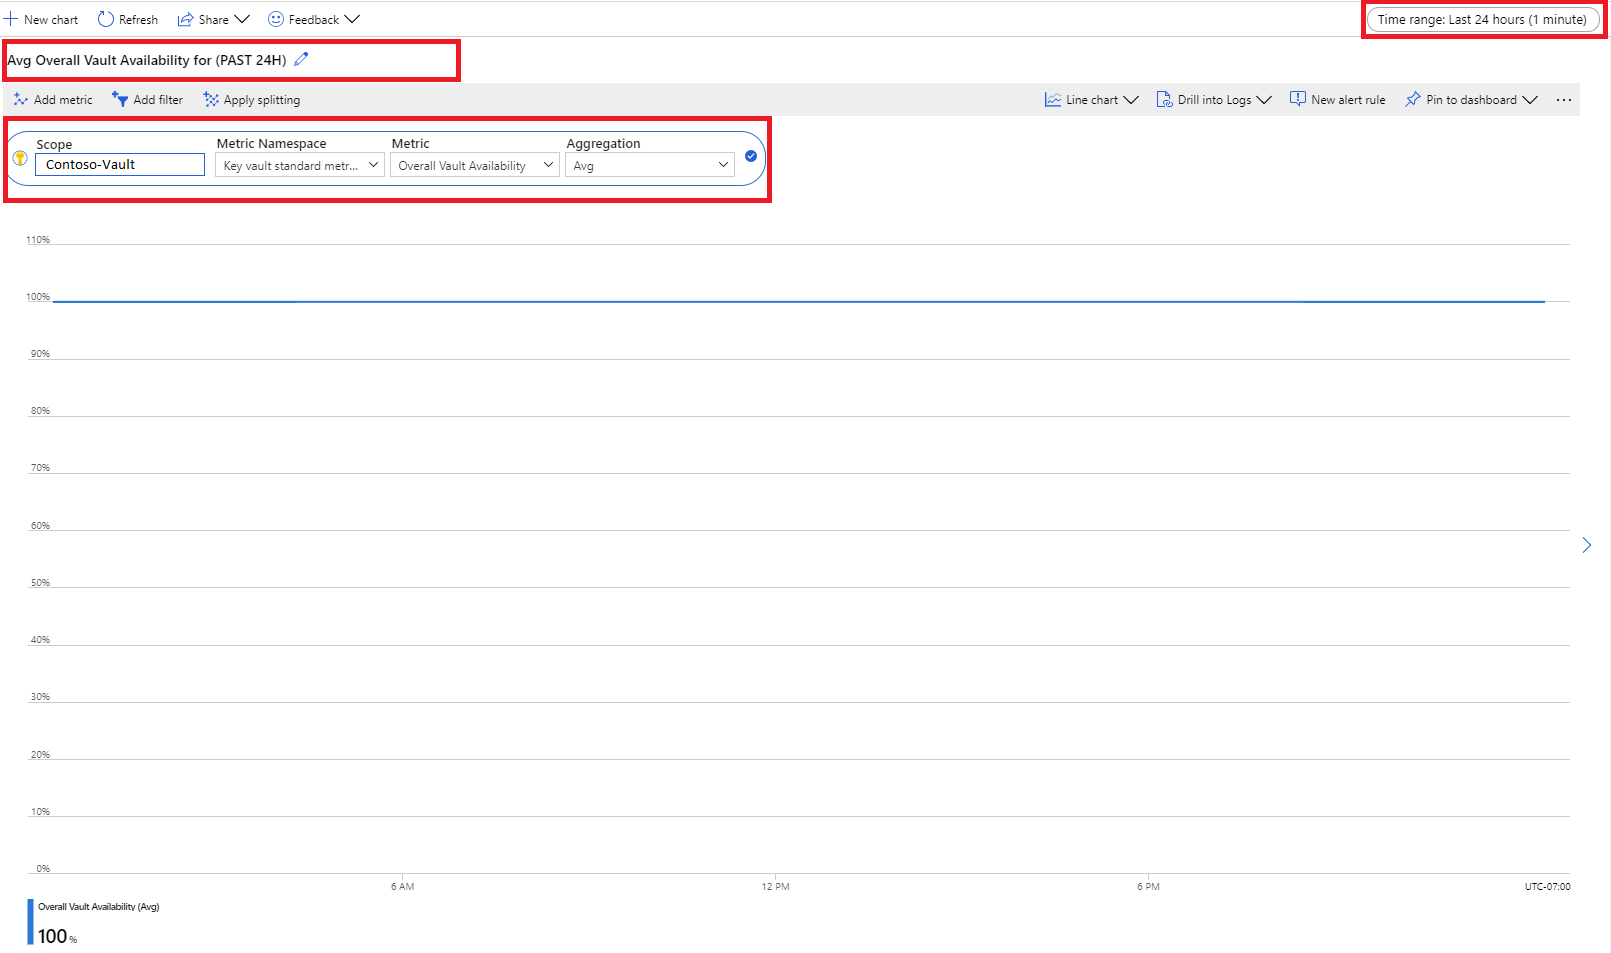 New chart Refresh Share Feedback Time range: Last 24 hours (1 minute)
Avg Overall Vault Availability for (PAST 24H)
Add metric Add filter Apply splitting Line chart Drill into Logs New alert rule Pin to dashboard ...
Scope Metric Namespace Metric Aggregation
Contoso-Vault Key vault standard metr... Overall Vault Availability Avg
110%
100%
90%
80%
70%
60%
50%
40%
30%
20%
10%
0%
6 AM 12 PM 6 PM UTC-07:00
Overall Vault Availability (Avg)
100 %